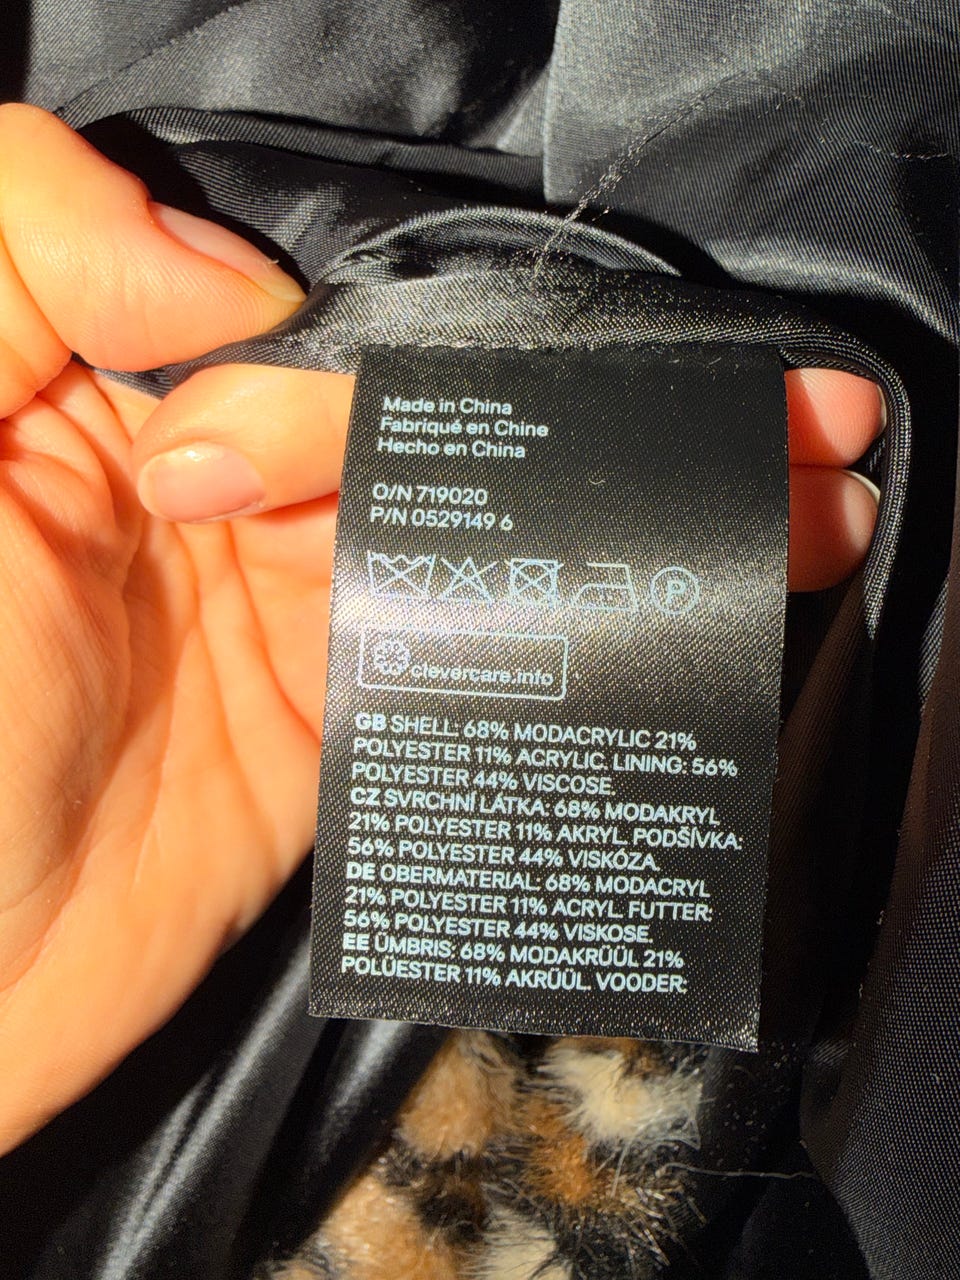 Made in China
Fabriqué en Chine
Hecho en China
O/N 719020
P/N 0529149 6
P
clevercare.info
GB SHELL: 68% MODACRYLIC 21%
POLYESTER 11% ACRYLIC. LINING: 56%
POLYESTER 44% VISCOSE.
CZ SVRCHNÍ LÁTKA: 68% MODAKRYL
21% POLYESTER 11% AKRYL. PODŠÍVKA:
56% POLYESTER 44% VISKÓZA.
DE OBERMATERIAL: 68% MODACRYL
21% POLYESTER 11% ACRYL. FUTTER:
56% POLYESTER 44% VISKOSE.
EE ÜMBRIS: 68% MODAKRÜÜL 21%
POLÜESTER 11% AKRÜÜL. VOODER: